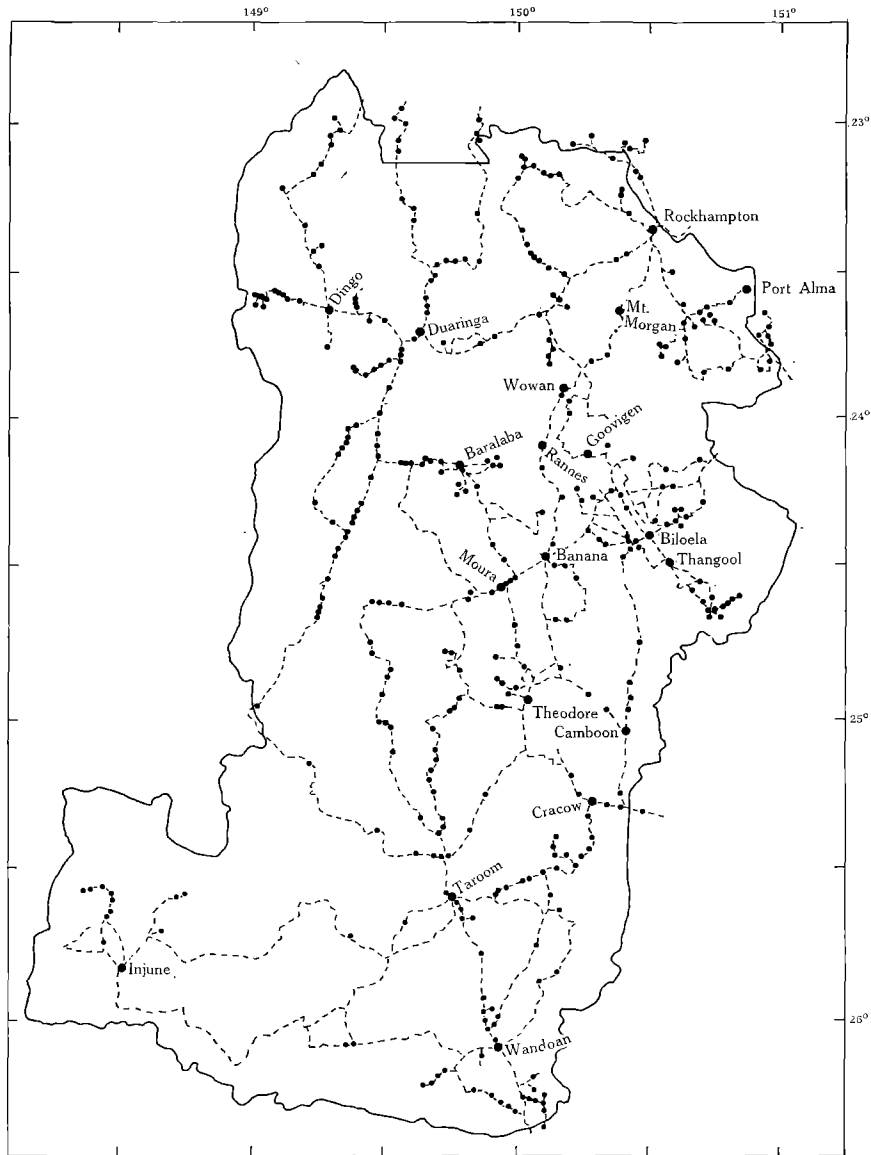 149°
150°
151°
23°
Rockhampton
Dingo
Port Alma
Mt.
Morgan
Duaringa
Wowan
24°
Goovigen
Baralaba
Rannes
Biloela
Banana
Thangool
Moura
Theodore
Camboon
25°
Cracow
Taroom
Injune
26°
Wandoan